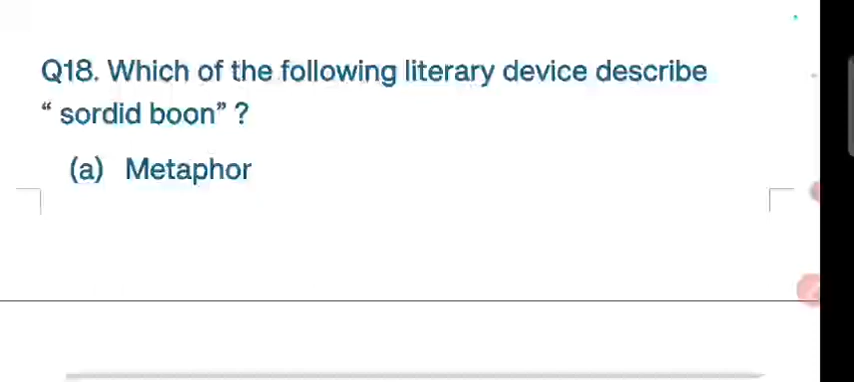 Q18. Which of the following literary device describe
“ sordid boon” ?
(a) Metaphor